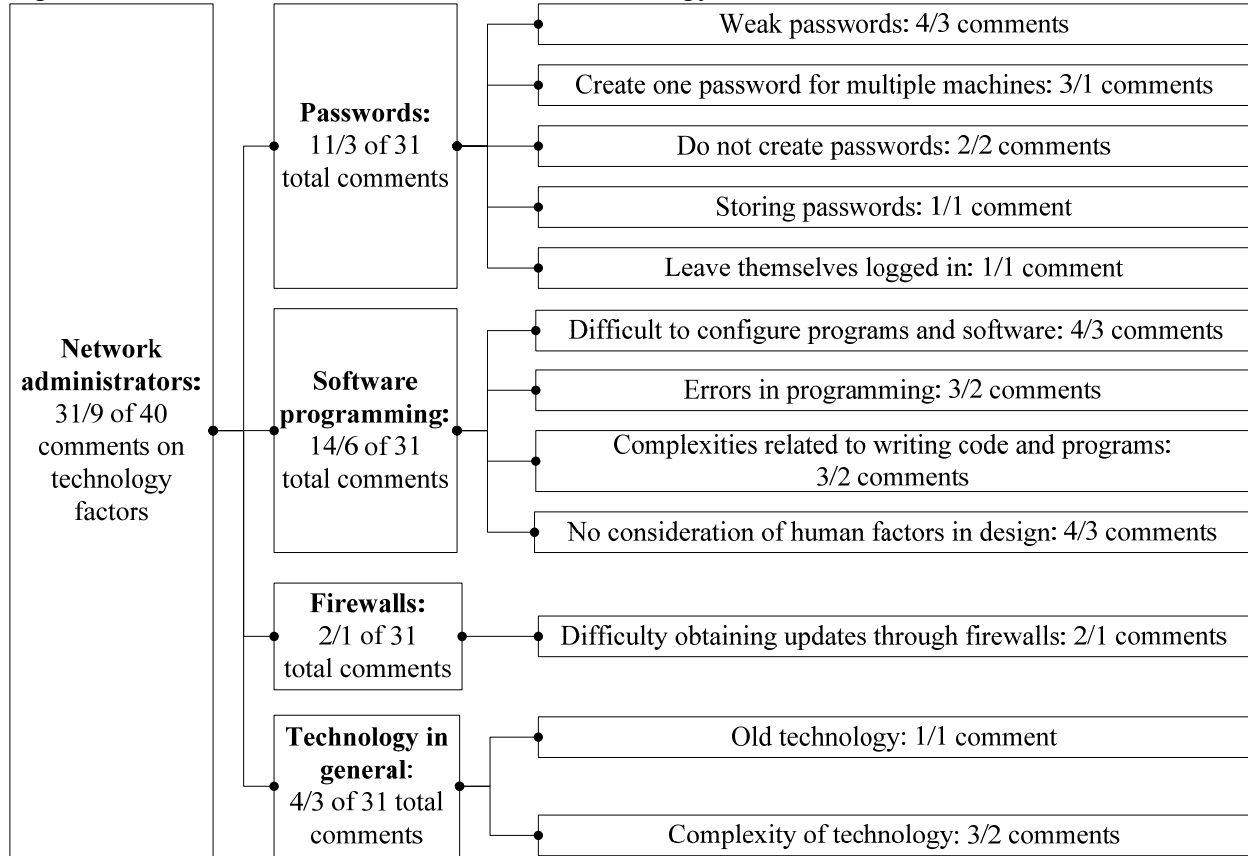 Network
administrators:
31/9 of 40
comments on
technology
factors
Passwords:
11/3 of 31
total comments
Weak passwords: 4/3 comments
Create one password for multiple machines: 3/1 comments
Do not create passwords: 2/2 comments
Storing passwords: 1/1 comment
Leave themselves logged in: 1/1 comment
Software
programming:
14/6 of 31
total comments
Difficult to configure programs and software: 4/3 comments
Errors in programming: 3/2 comments
Complexities related to writing code and programs:
3/2 comments
No consideration of human factors in design: 4/3 comments
Firewalls:
2/1 of 31
total comments
Difficulty obtaining updates through firewalls: 2/1 comments
Technology in
general:
4/3 of 31 total
comments
Old technology: 1/1 comment
Complexity of technology: 3/2 comments